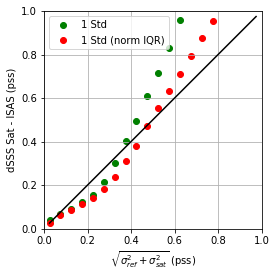 1.0
0.8
0.6
0.4
0.2
0.0
dSSS Sat - ISAS (pss)
1 Std
1 Std (norm IQR)
0.0 0.2 0.4 0.6 0.8 1.0
√σ²ref + σ²sat (pss)